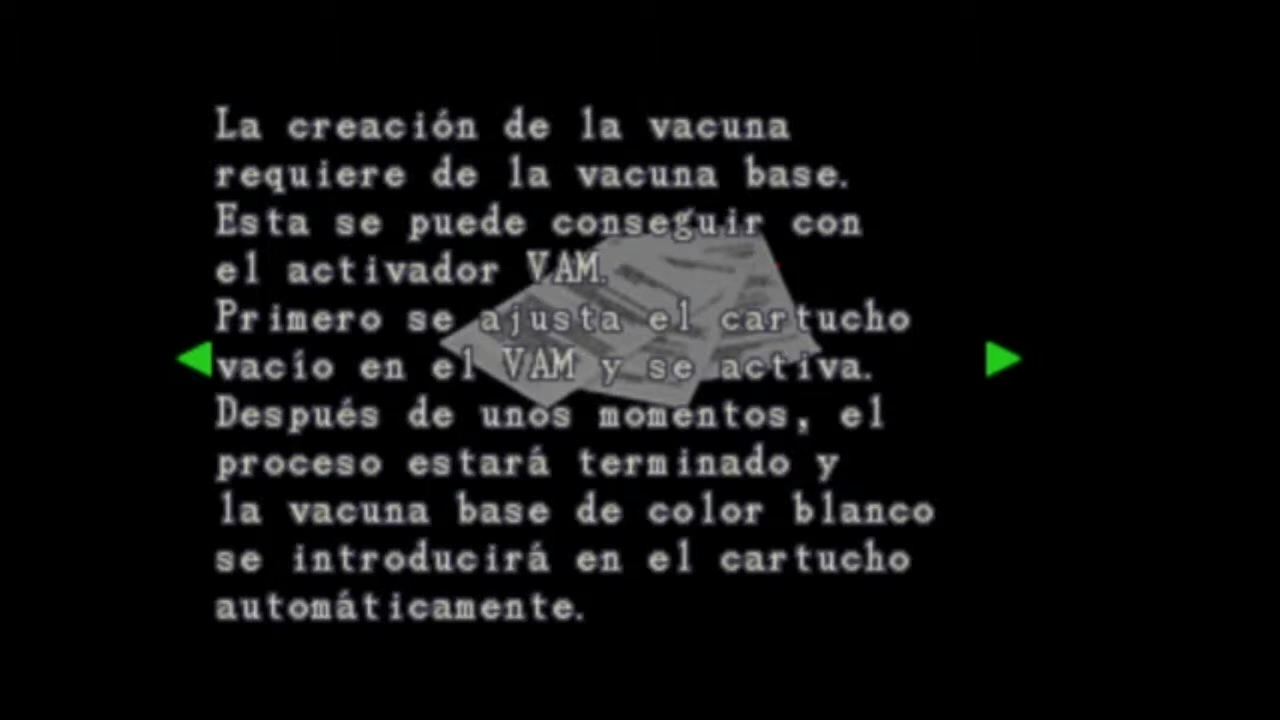 La creación de la vacuna
requiere de la vacuna base.
Esta se puede conseguir con
el activador VAM.
Primero se ajusta el cartucho
vacío en el VAM y se activa.
Después de unos momentos, el
proceso estará terminado y
la vacuna base de color blanco
se introducirá en el cartucho
automáticamente.